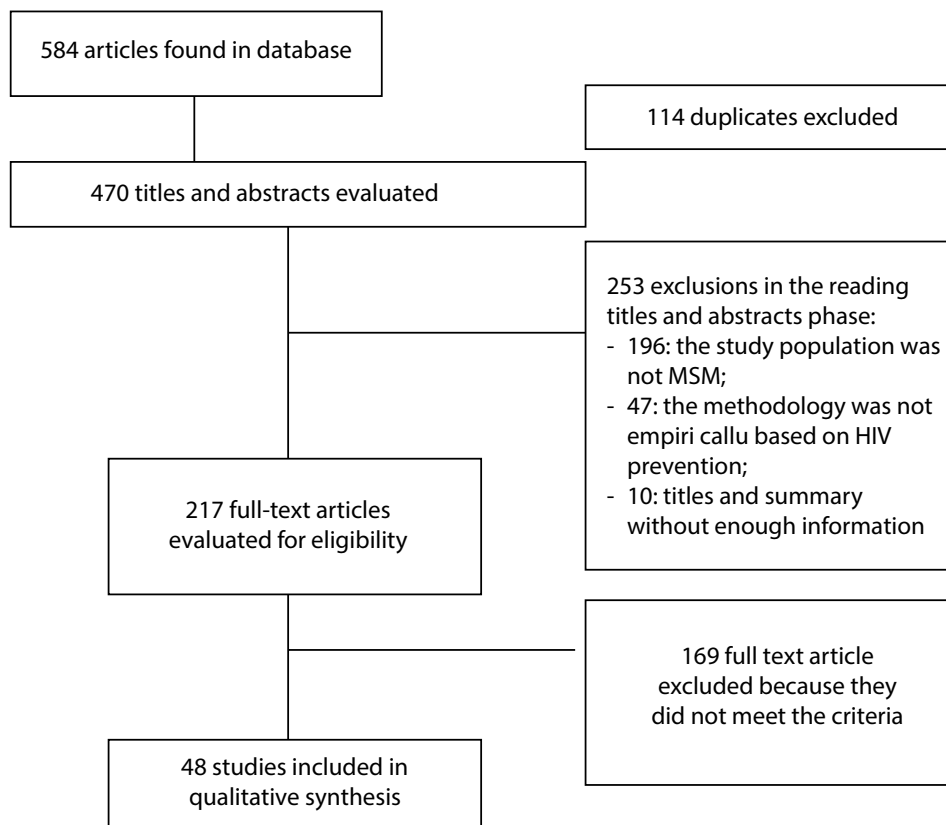 584 articles found in database
114 duplicates excluded
470 titles and abstracts evaluated
253 exclusions in the reading
titles and abstracts phase:
- 196: the study population was
not MSM;
- 47: the methodology was not
empiri callu based on HIV
prevention;
- 10: titles and summary
without enough information
217 full-text articles
evaluated for eligibility
169 full text article
excluded because they
did not meet the criteria
48 studies included in
qualitative synthesis